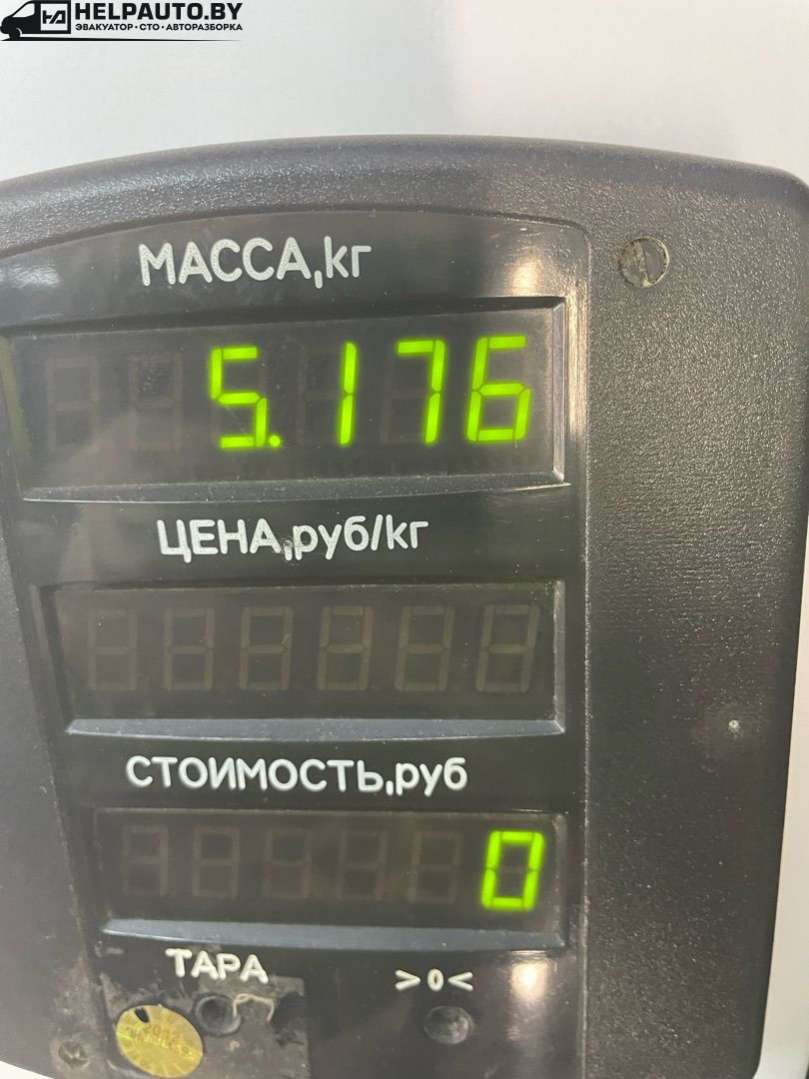 HELPAUTO.BY
ЭВАКУАТОР • СТО • АВТОРАЗБОРКА
МАССА,кг
5.176
ЦЕНА,руб/кг
СТОИМОСТЬ,руб
0
ТАРА
>0<